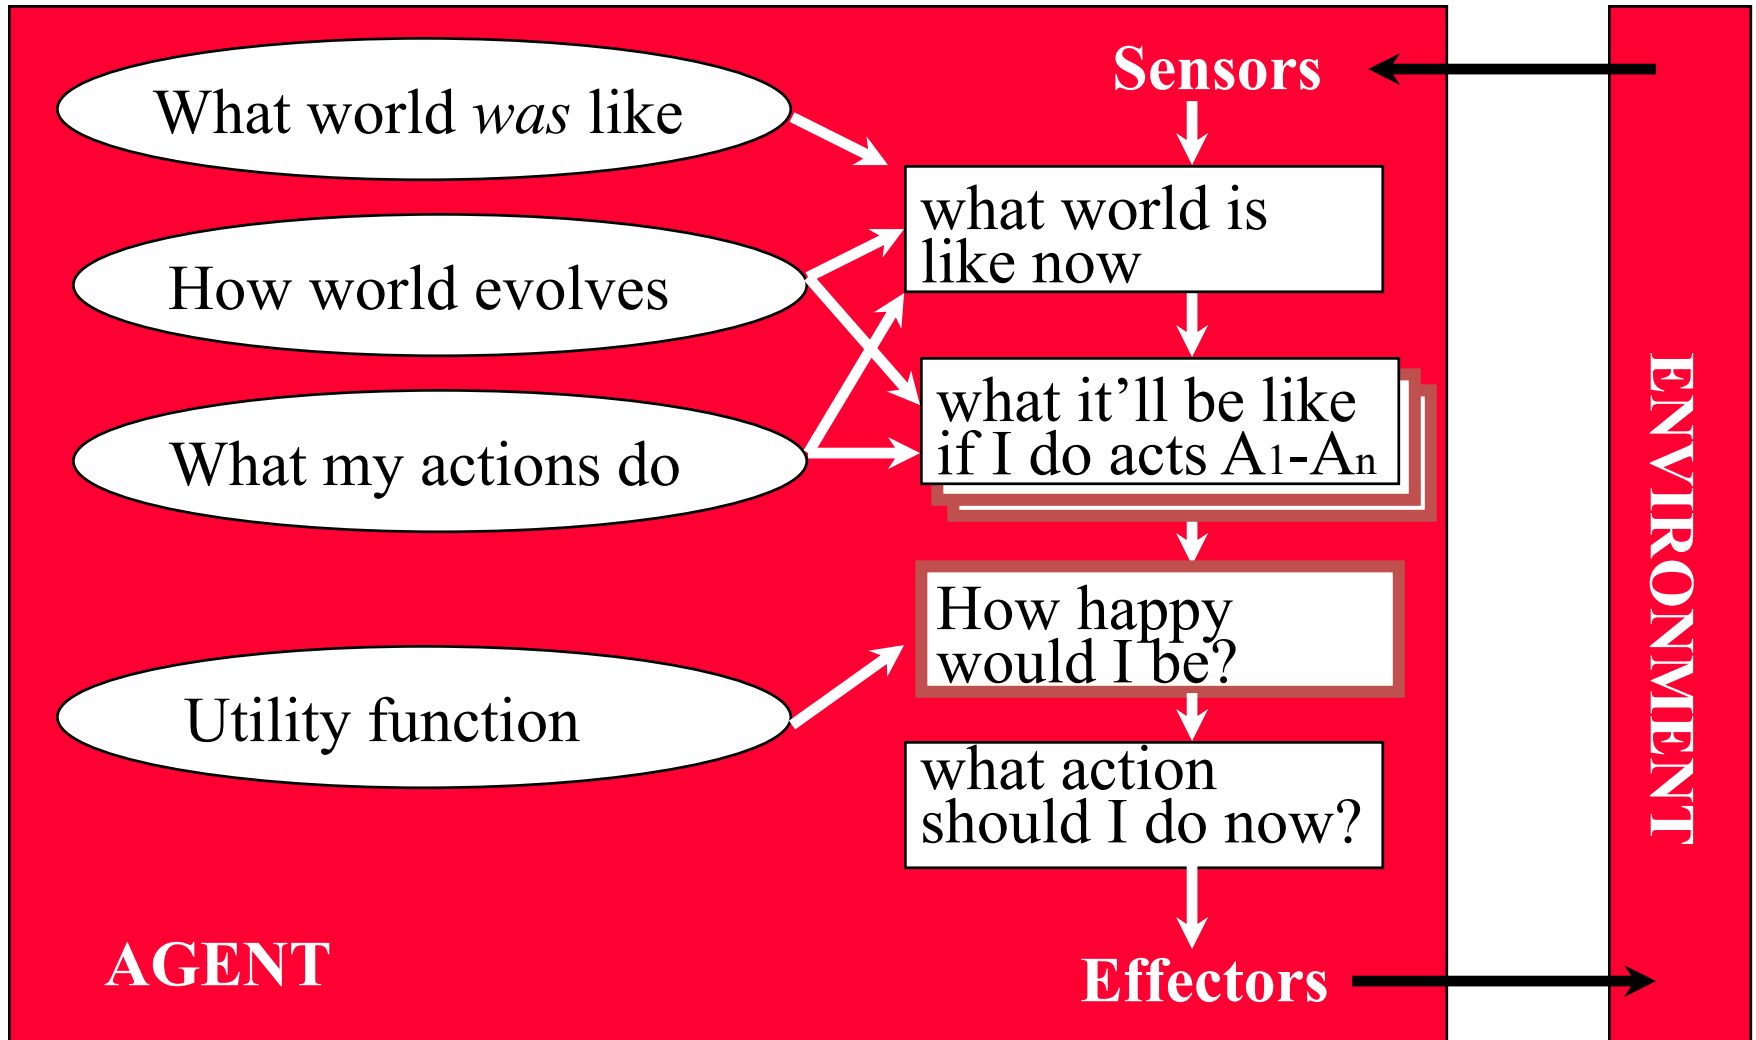 What world was like
How world evolves
What my actions do
Utility function
AGENT
Sensors
what world is
like now
what it’ll be like
if I do acts A1-An
How happy
would I be?
what action
should I do now?
Effectors
ENVIRONMENT